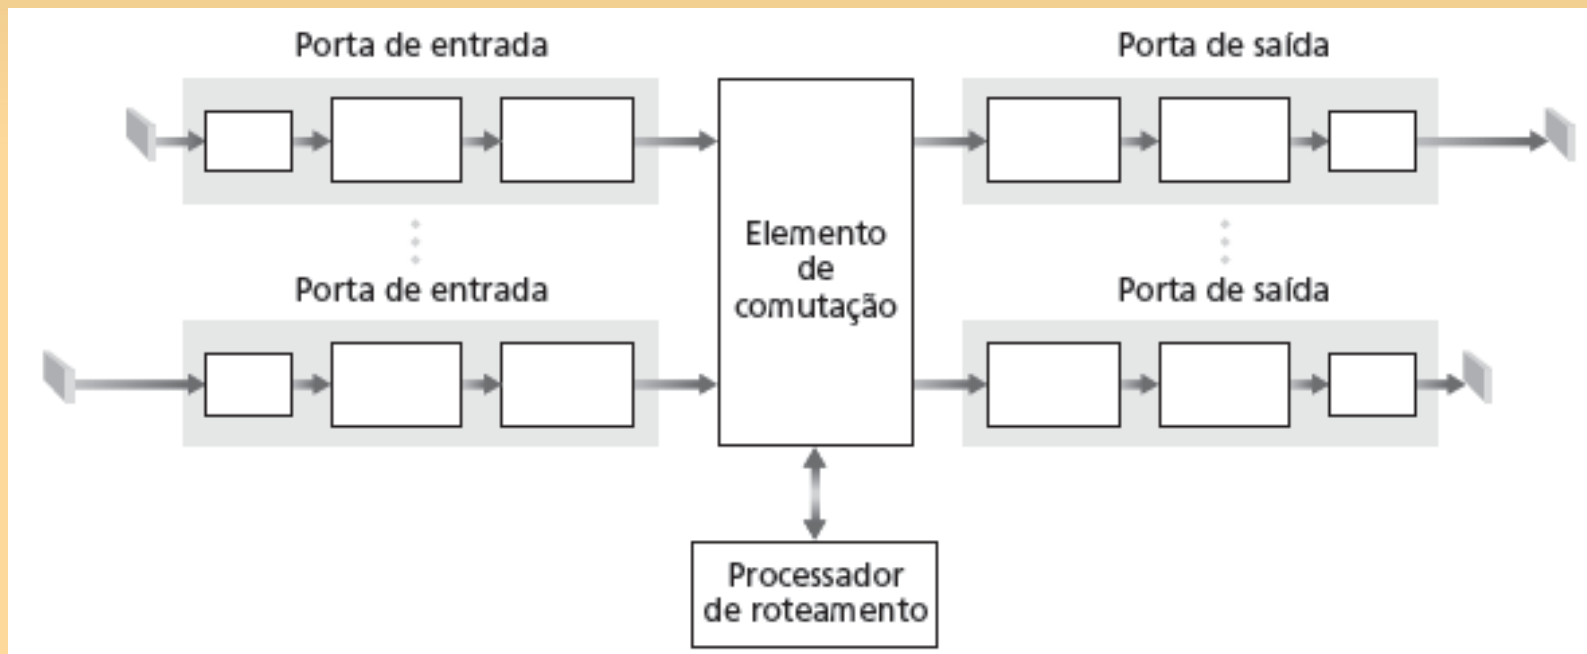 Porta de entrada
Porta de saída
Elemento
de
comutação
Porta de entrada
Porta de saída
Processador
de roteamento